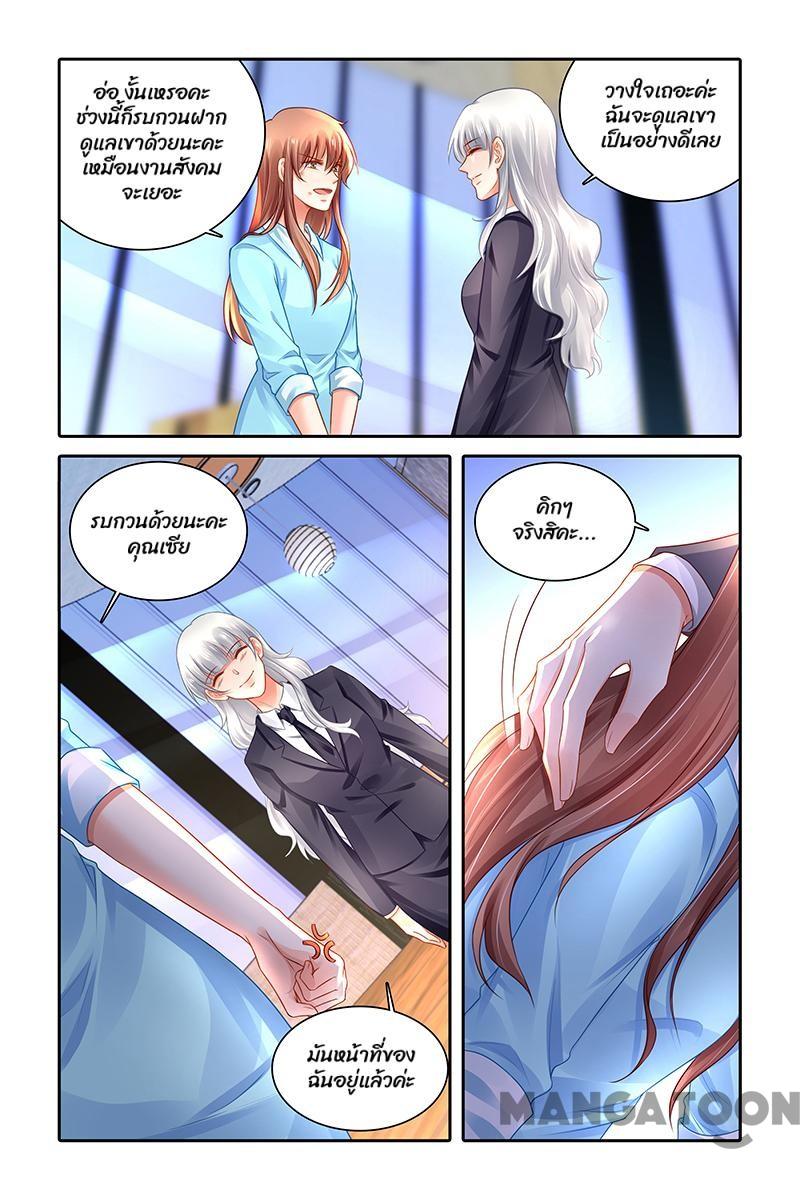 อ่อ งั้นเหรอคะ
ช่วงนี้ก็รบกวนฝาก
ดูแลเขาด้วยนะคะ
เหมือนงานสังคม
จะเยอะ
วางใจเถอะค่ะ
ฉันจะดูแลเขา
เป็นอย่างดีเลย
รบกวนด้วยนะคะ
คุณเซีย
มันหน้าที่ของ
ฉันอยู่แล้วค่ะ
คิกๆ
จริงสิคะ...
MANGATOON